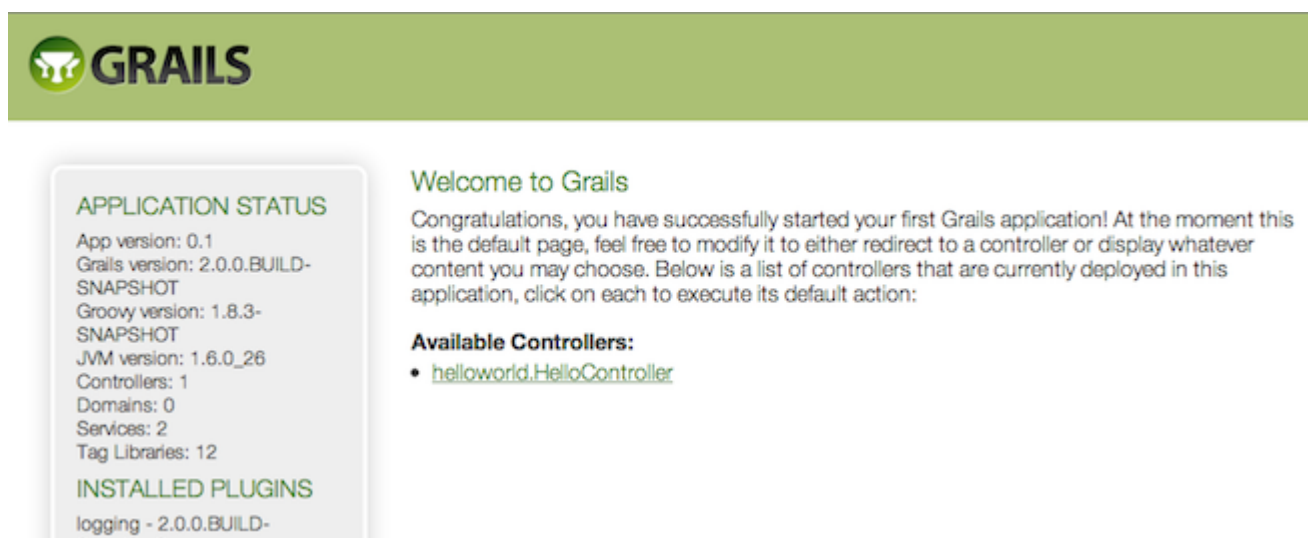 GRAILS
APPLICATION STATUS
App version: 0.1
Grails version: 2.0.0.BUILD-
SNAPSHOT
Groovy version: 1.8.3-
SNAPSHOT
JVM version: 1.6.0_26
Controllers: 1
Domains: 0
Services: 2
Tag Libraries: 12
INSTALLED PLUGINS
logging - 2.0.0.BUILD-
Welcome to Grails
Congratulations, you have successfully started your first Grails application! At the moment this
is the default page, feel free to modify it to either redirect to a controller or display whatever
content you may choose. Below is a list of controllers that are currently deployed in this
application, click on each to execute its default action:
Available Controllers:
• helloworld.HelloController